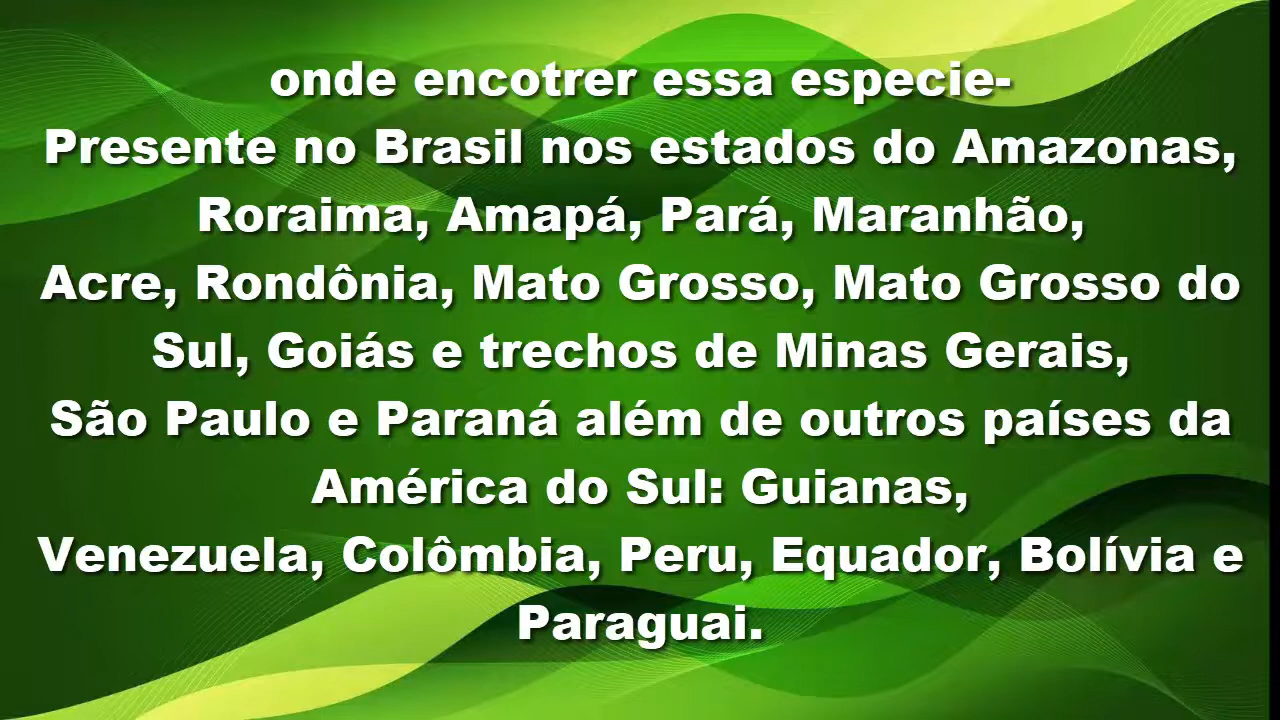 onde encotrer essa especie-
Presente no Brasil nos estados do Amazonas,
Roraima, Amapá, Pará, Maranhão,
Acre, Rondônia, Mato Grosso, Mato Grosso do
Sul, Goiás e trechos de Minas Gerais,
São Paulo e Paraná além de outros países da
América do Sul: Guianas,
Venezuela, Colômbia, Peru, Equador, Bolívia e
Paraguai.